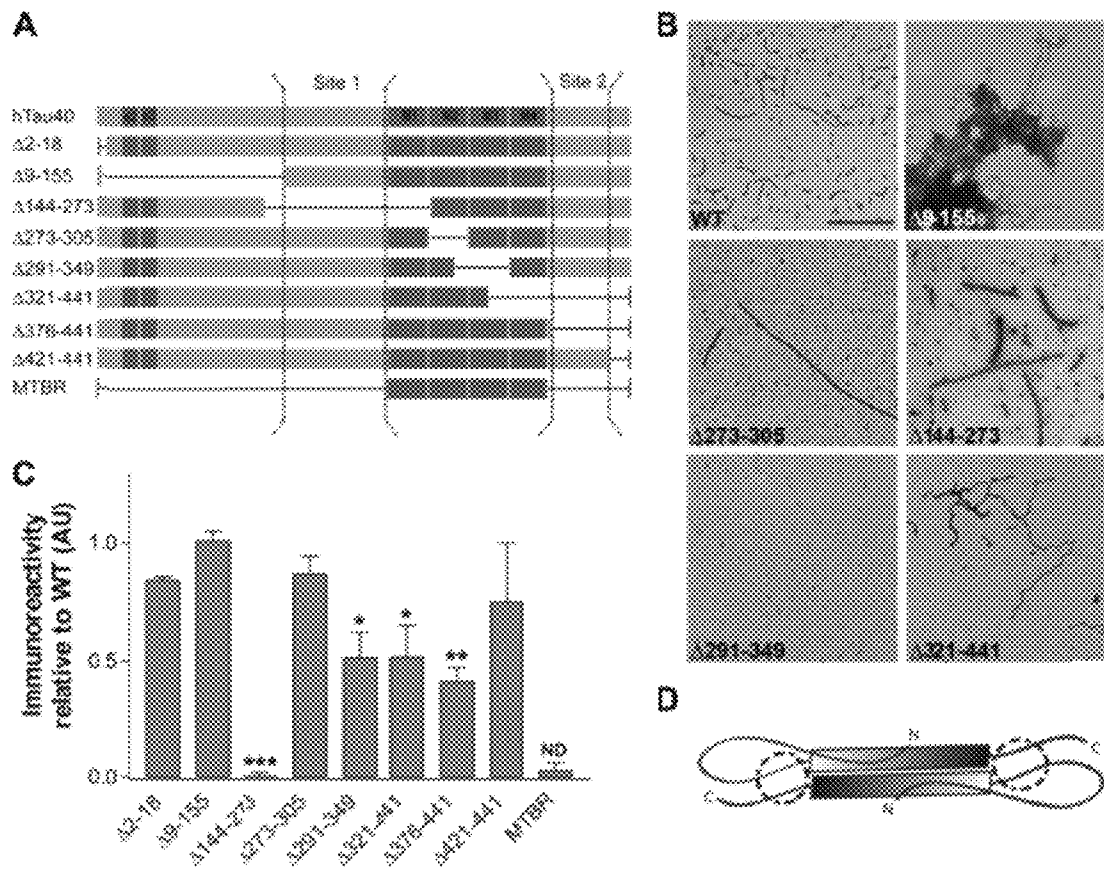 A
Site 1
Site 2
hTau40
Δ2-18
Δ9-155
Δ144-273
Δ273-305
Δ291-349
Δ321-441
Δ376-441
Δ421-441
MTBR
B
WT
Δ9-155
Δ273-305
Δ144-273
Δ291-349
Δ321-441
C
Immunoreactivity
relative to WT (AU)
1.0
0.5
0.0
***
*
*
**
ND
Δ2-18
Δ9-155
Δ144-273
Δ273-305
Δ291-349
Δ321-441
Δ376-441
Δ421-441
MTBR
D
N
C
C
N